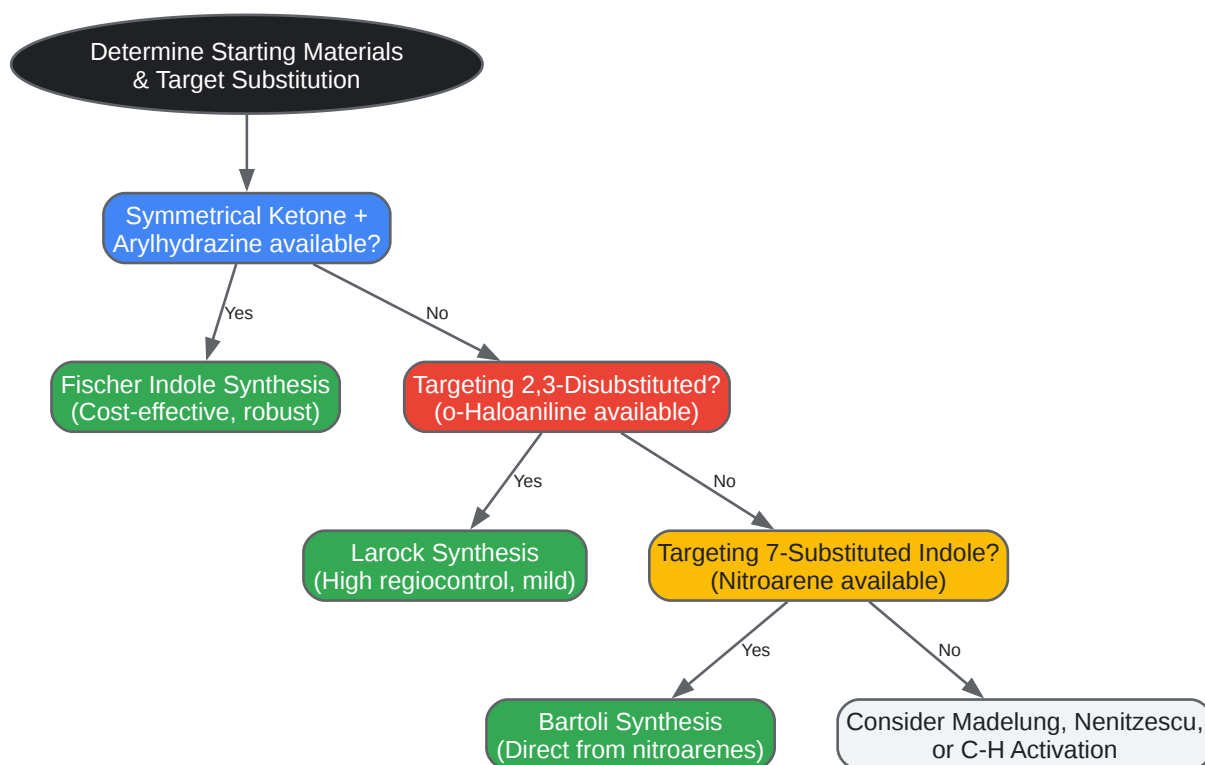 Determine Starting Materials
& Target Substitution
Symmetrical Ketone +
Arylhydrazine available?
Yes
No
Fischer Indole Synthesis
(Cost-effective, robust)
Targeting 2,3-Disubstituted?
(o-Haloaniline available)
Yes
No
Larock Synthesis
(High regiocontrol, mild)
Targeting 7-Substituted Indole?
(Nitroarene available)
Yes
No
Bartoli Synthesis
(Direct from nitroarenes)
Consider Madelung, Nenitzescu,
or C-H Activation